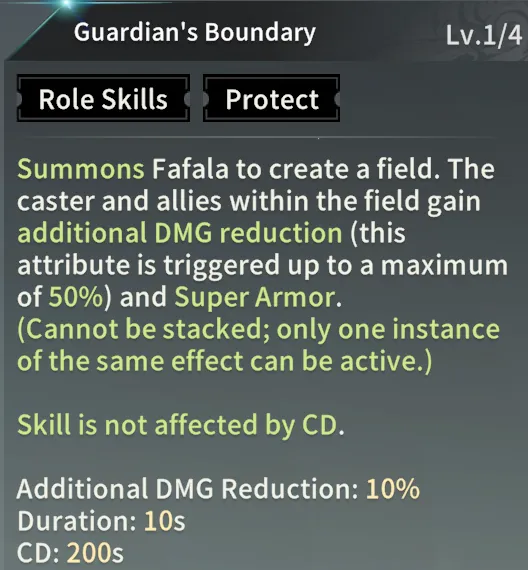 Guardian's Boundary
Lv.1/4
Role Skills
Protect
Summons Fafala to create a field. The
caster and allies within the field gain
additional DMG reduction (this
attribute is triggered up to a maximum
of 50%) and Super Armor.
(Cannot be stacked; only one instance
of the same effect can be active.)
Skill is not affected by CD.
Additional DMG Reduction: 10%
Duration: 10s
CD: 200s